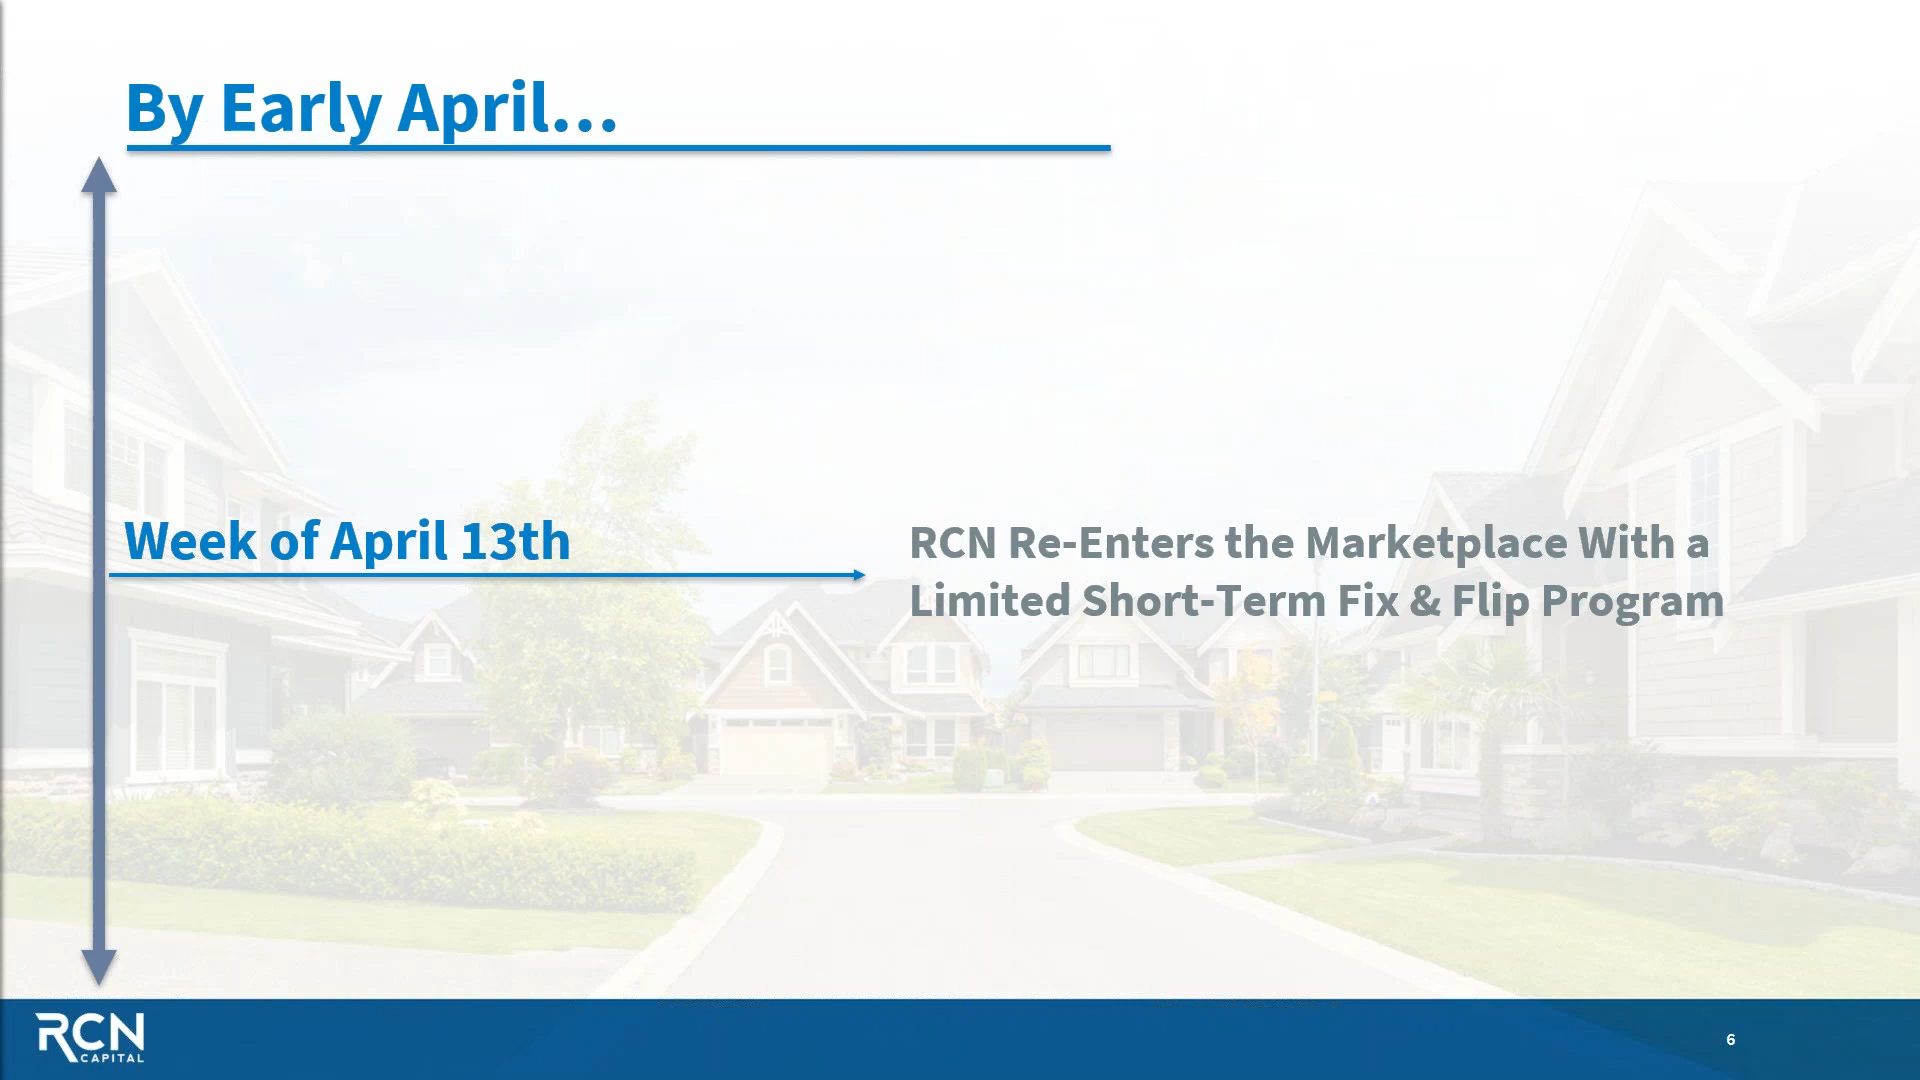 By Early April...
Week of April 13th
RCN Re-Enters the Marketplace With a
Limited Short-Term Fix & Flip Program
RCN
CAPITAL
6